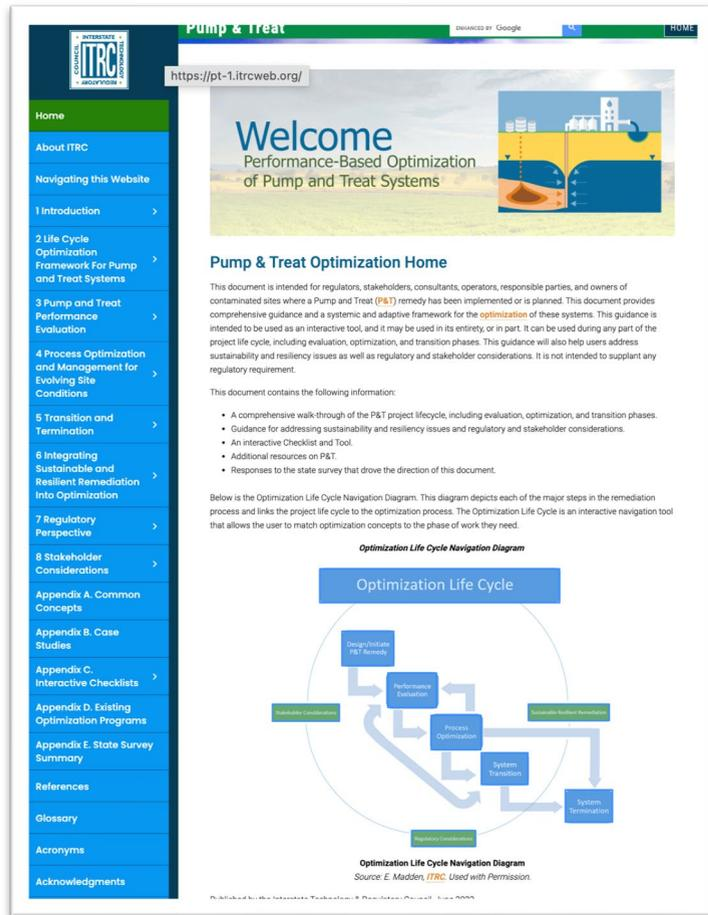 Pump & Treat
ENHANCED BY Google
HOME
INTERSTATE
COUNCIL
ITRC
TECHNOLOGY
REGULATORY
https://pt-1.itrcweb.org/
Home
About ITRC
Navigating this Website
1 Introduction
2 Life Cycle
Optimization
Framework For Pump
and Treat Systems
3 Pump and Treat
Performance
Evaluation
4 Process Optimization
and Management for
Evolving Site
Conditions
5 Transition and
Termination
6 Integrating
Sustainable and
Resilient Remediation
Into Optimization
7 Regulatory
Perspective
8 Stakeholder
Considerations
Appendix A. Common
Concepts
Appendix B. Case
Studies
Appendix C.
Interactive Checklists
Appendix D. Existing
Optimization Programs
Appendix E. State Survey
Summary
References
Glossary
Acronyms
Acknowledgments
Welcome
Performance-Based Optimization
of Pump and Treat Systems
Pump & Treat Optimization Home
This document is intended for regulators, stakeholders, consultants, operators, responsible parties, and owners of
contaminated sites where a Pump and Treat (P&T) remedy has been implemented or is planned. This document provides
comprehensive guidance and a systemic and adaptive framework for the optimization of these systems. This guidance is
intended to be used as an interactive tool, and it may be used in its entirety, or in part. It can be used during any part of the
project life cycle, including evaluation, optimization, and transition phases. This guidance will also help users address
sustainability and resiliency issues as well as regulatory and stakeholder considerations. It is not intended to supplant any
regulatory requirement.
This document contains the following information:
• A comprehensive walk-through of the P&T project lifecycle, including evaluation, optimization, and transition phases.
• Guidance for addressing sustainability and resiliency issues and regulatory and stakeholder considerations.
• An interactive Checklist and Tool.
• Additional resources on P&T.
• Responses to the state survey that drove the direction of this document.
Below is the Optimization Life Cycle Navigation Diagram. This diagram depicts each of the major steps in the remediation
process and links the project life cycle to the optimization process. The Optimization Life Cycle is an interactive navigation tool
that allows the user to match optimization concepts to the phase of work they need.
Optimization Life Cycle Navigation Diagram
Optimization Life Cycle
Design/Initiate
P&T Remedy
Performance
Evaluation
Stakeholder Considerations
Sustainable Resilient Remediation
Process
Optimization
System
Transition
System
Termination
Regulatory Considerations
Optimization Life Cycle Navigation Diagram
Source: E. Madden, ITRC. Used with Permission.
Published by the Interstate Technology & Regulatory Council, June 2023